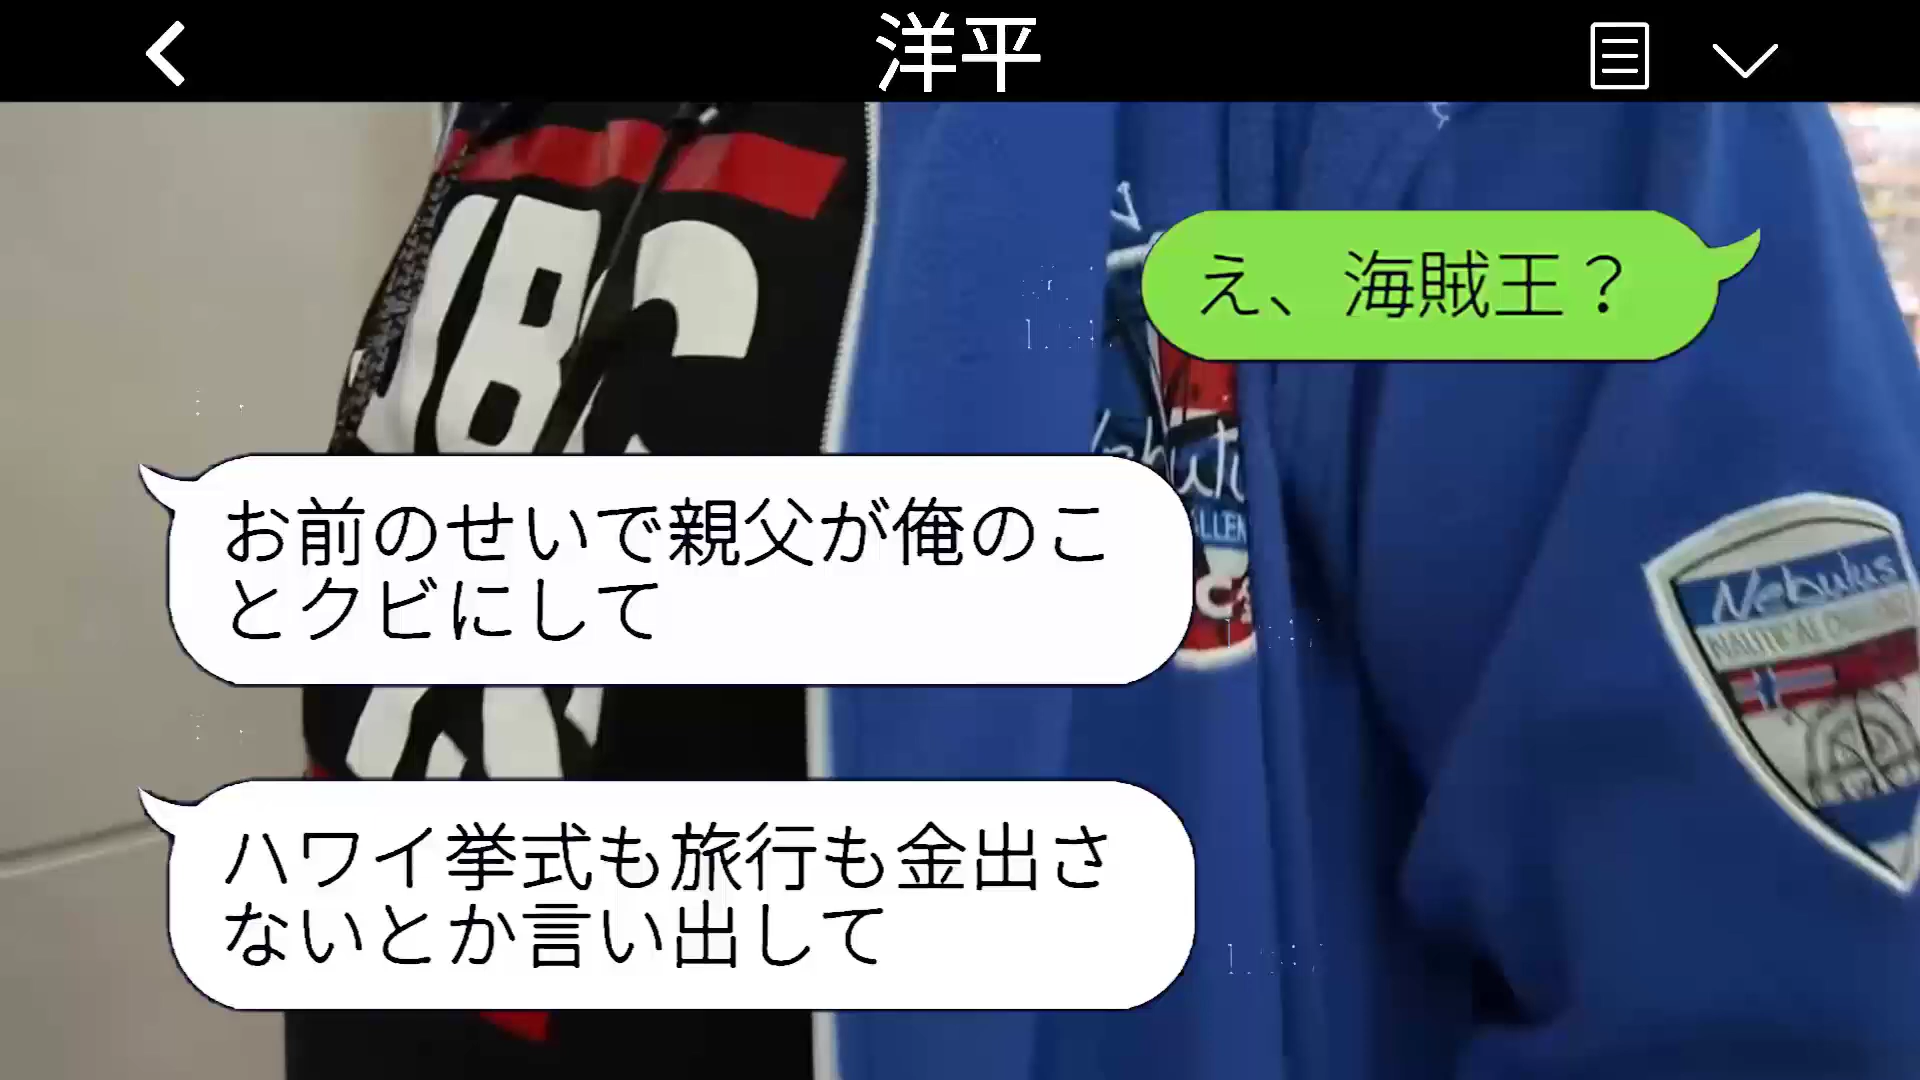 洋平
え、海賊王？
お前のせいで親父が俺のこ
とクビにして
ハワイ挙式も旅行も金出さ
ないとか言い出して
Nebulus